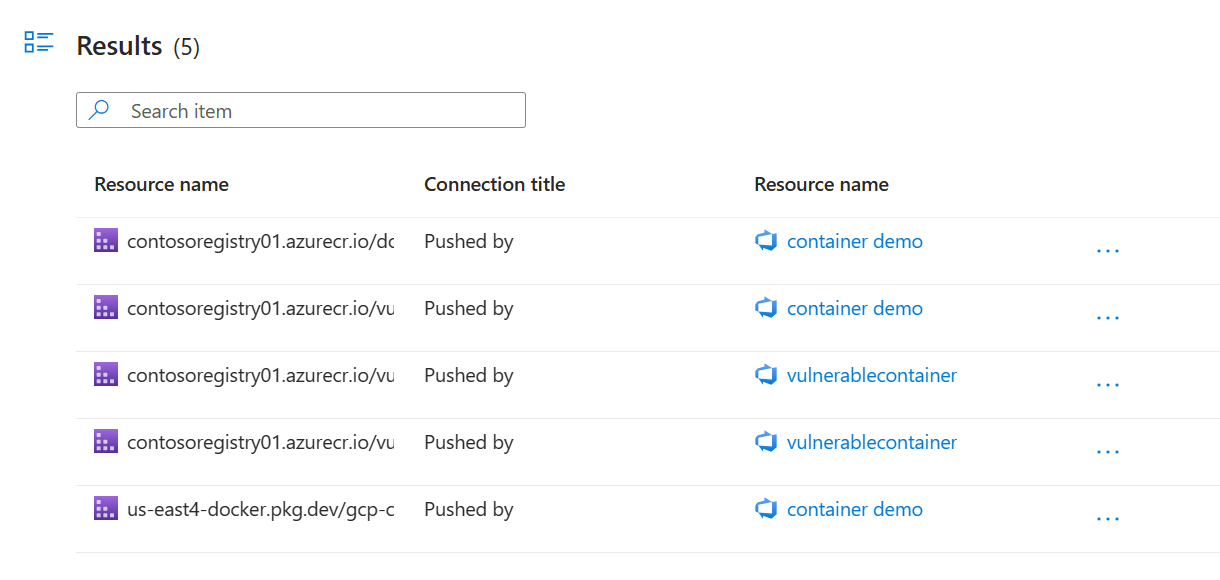 Results (5)
Search item
Resource name Connection title Resource name
contosoregistry01.azurecr.io/dc Pushed by container demo ...
contosoregistry01.azurecr.io/vu Pushed by container demo ...
contosoregistry01.azurecr.io/vu Pushed by vulnerablecontainer ...
contosoregistry01.azurecr.io/vu Pushed by vulnerablecontainer ...
us-east4-docker.pkg.dev/gcp-c Pushed by container demo ...